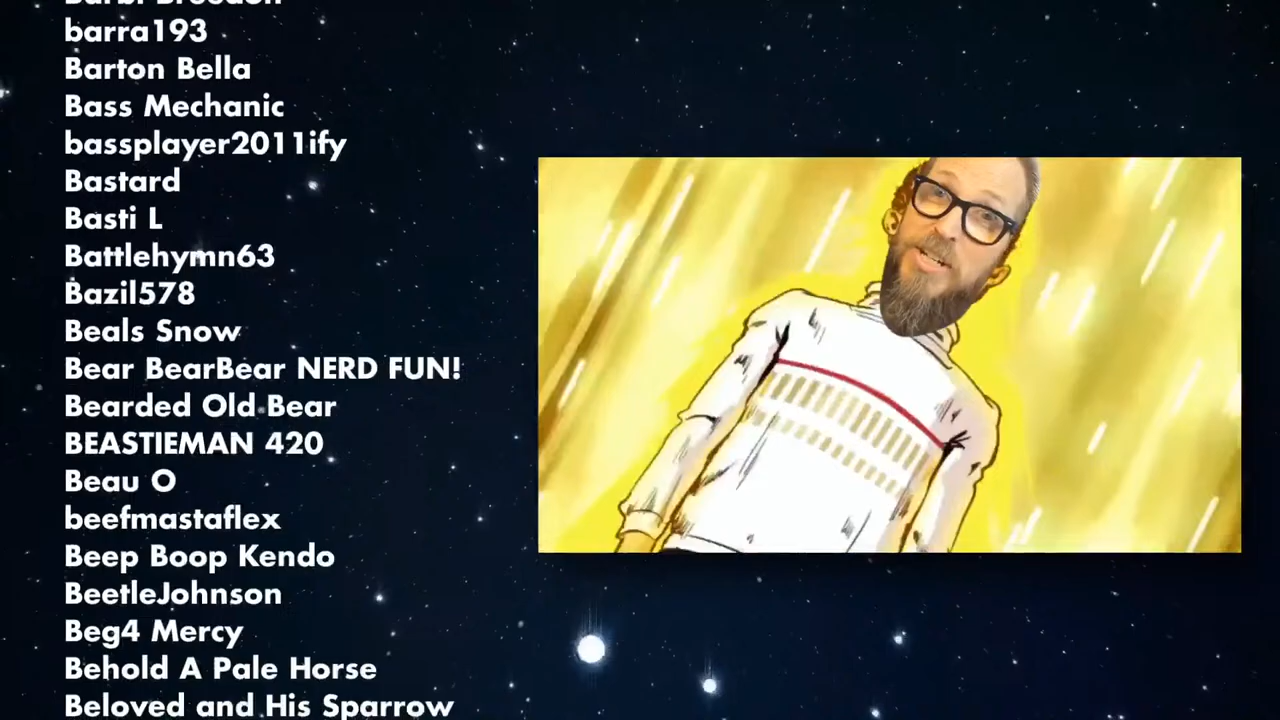 barra193
Barton Bella
Bass Mechanic
bassplayer2011ify
Bastard
Basti L
Battlehymn63
Bazil578
Beals Snow
Bear BearBear NERD FUN!
Bearded Old Bear
BEASTIEMAN 420
Beau O
beefmastaflex
Beep Boop Kendo
BeetleJohnson
Beg4 Mercy
Behold A Pale Horse
Beloved and His Sparrow